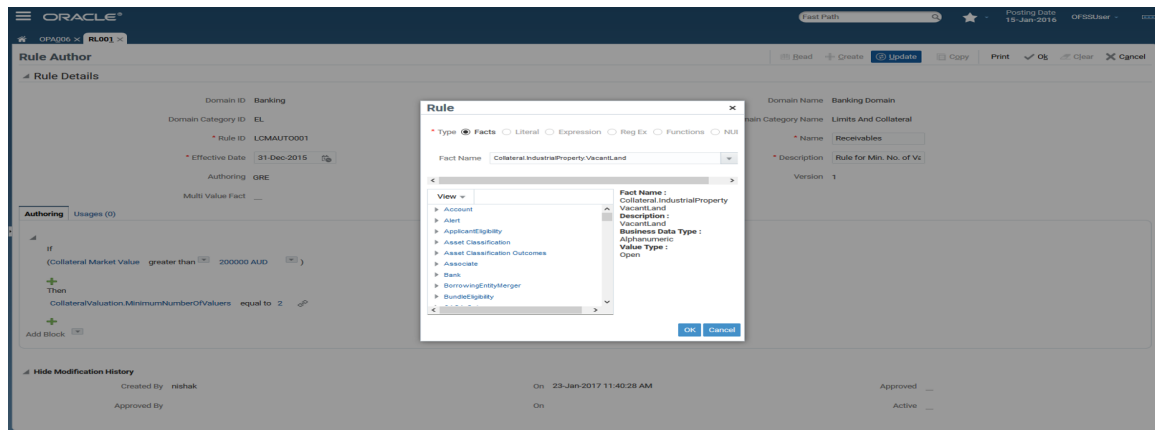 ORACLE®
Fast Path
Posting Date
15-Jan-2016
OFSSUser
OPA006 × RL001 ×
Rule Author
Read Create Update Copy Print Ok Clear Cancel
Rule Details
Domain ID Banking
Domain Name Banking Domain
Domain Category ID EL
main Category Name Limits And Collateral
* Rule ID LCMAUTO001
* Name Receivables
* Effective Date 31-Dec-2015
* Description Rule for Min. No. of Va
Authoring GRE
Version 1
Multi Value Fact
Authoring Usages (0)
If
(Collateral Market Value greater than 200000 AUD )
Then
CollateralValuation.MinimumNumberOfValuers equal to 2
Add Block
Rule ×
* Type Facts Literal Expression Reg Ex Functions NUI
Fact Name Collateral.IndustrialProperty.VacantLand
View
Account
Alert
ApplicantEligibility
Asset Classification
Asset Classification Outcomes
Associate
Bank
BorrowingEntityMerger
BundleEligibility
Fact Name :
Collateral.IndustrialProperty
VacantLand
Description :
VacantLand
Business Data Type :
Alphanumeric
Value Type :
Open
OK Cancel
Hide Modification History
Created By nishak
On 23-Jan-2017 11:40:28 AM
Approved
Approved By
On
Active